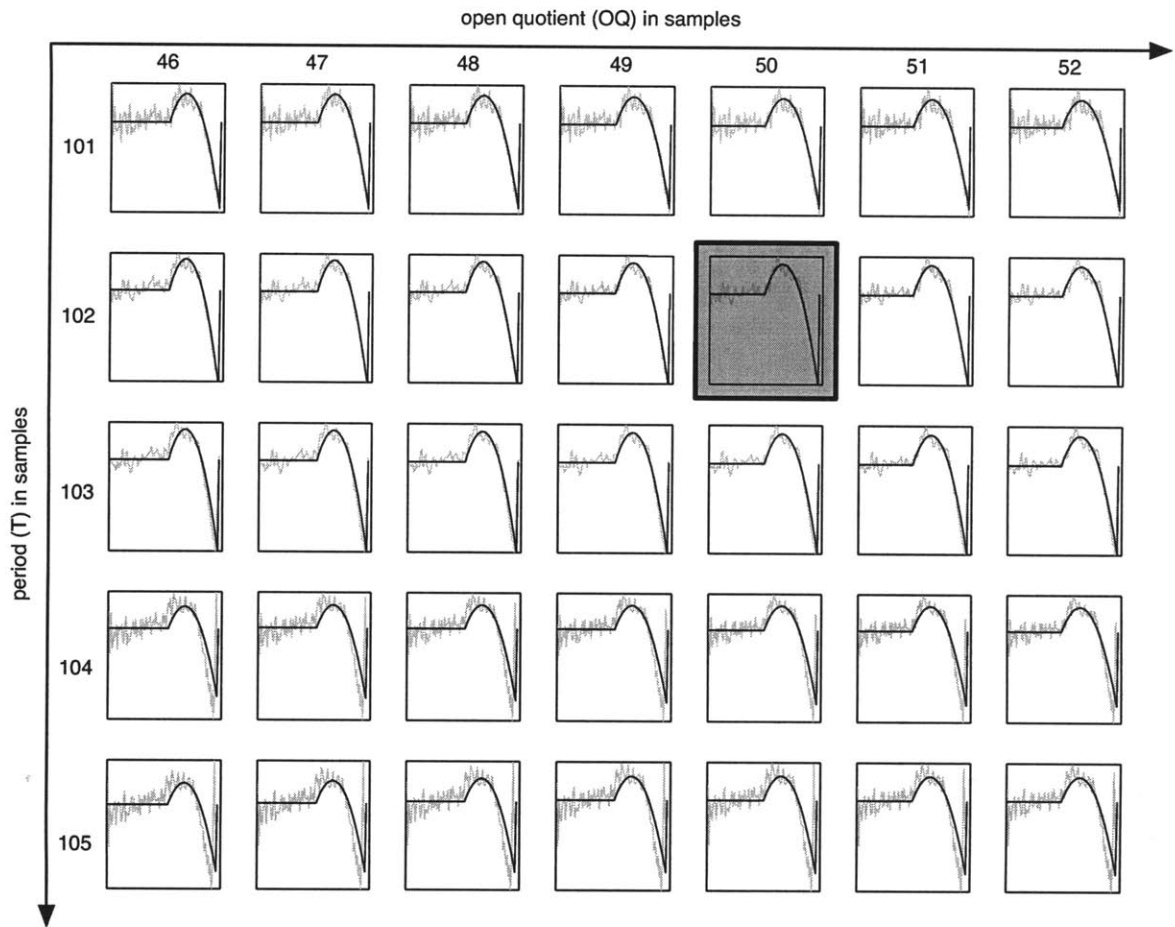 open quotient (OQ) in samples
46 47 48 49 50 51 52
period (T) in samples
101
102
103
104
105